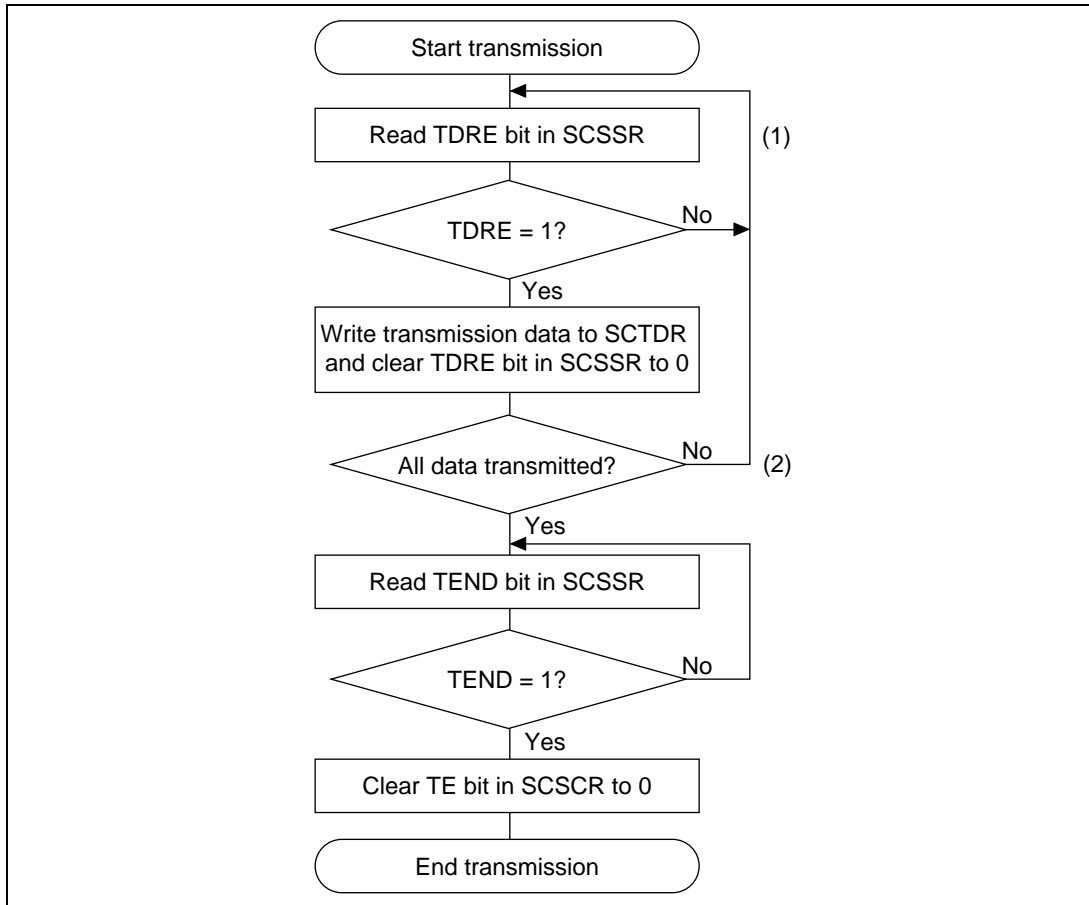 Start transmission
Read TDRE bit in SCSSR
(1)
TDRE = 1?
No
Yes
Write transmission data to SCTDR
and clear TDRE bit in SCSSR to 0
All data transmitted?
No
(2)
Yes
Read TEND bit in SCSSR
TEND = 1?
No
Yes
Clear TE bit in SCSCR to 0
End transmission